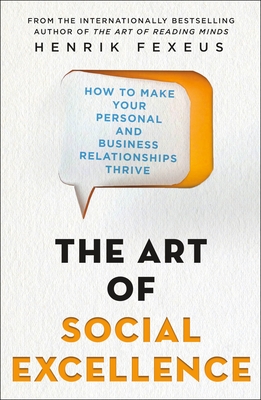 FROM THE INTERNATIONALLY BESTSELLING
AUTHOR OF THE ART OF READING MINDS
HENRIK FEXEUS
HOW TO MAKE
YOUR
PERSONAL
AND
BUSINESS
RELATIONSHIPS
THRIVE
THE ART
OF
SOCIAL
EXCELLENCE